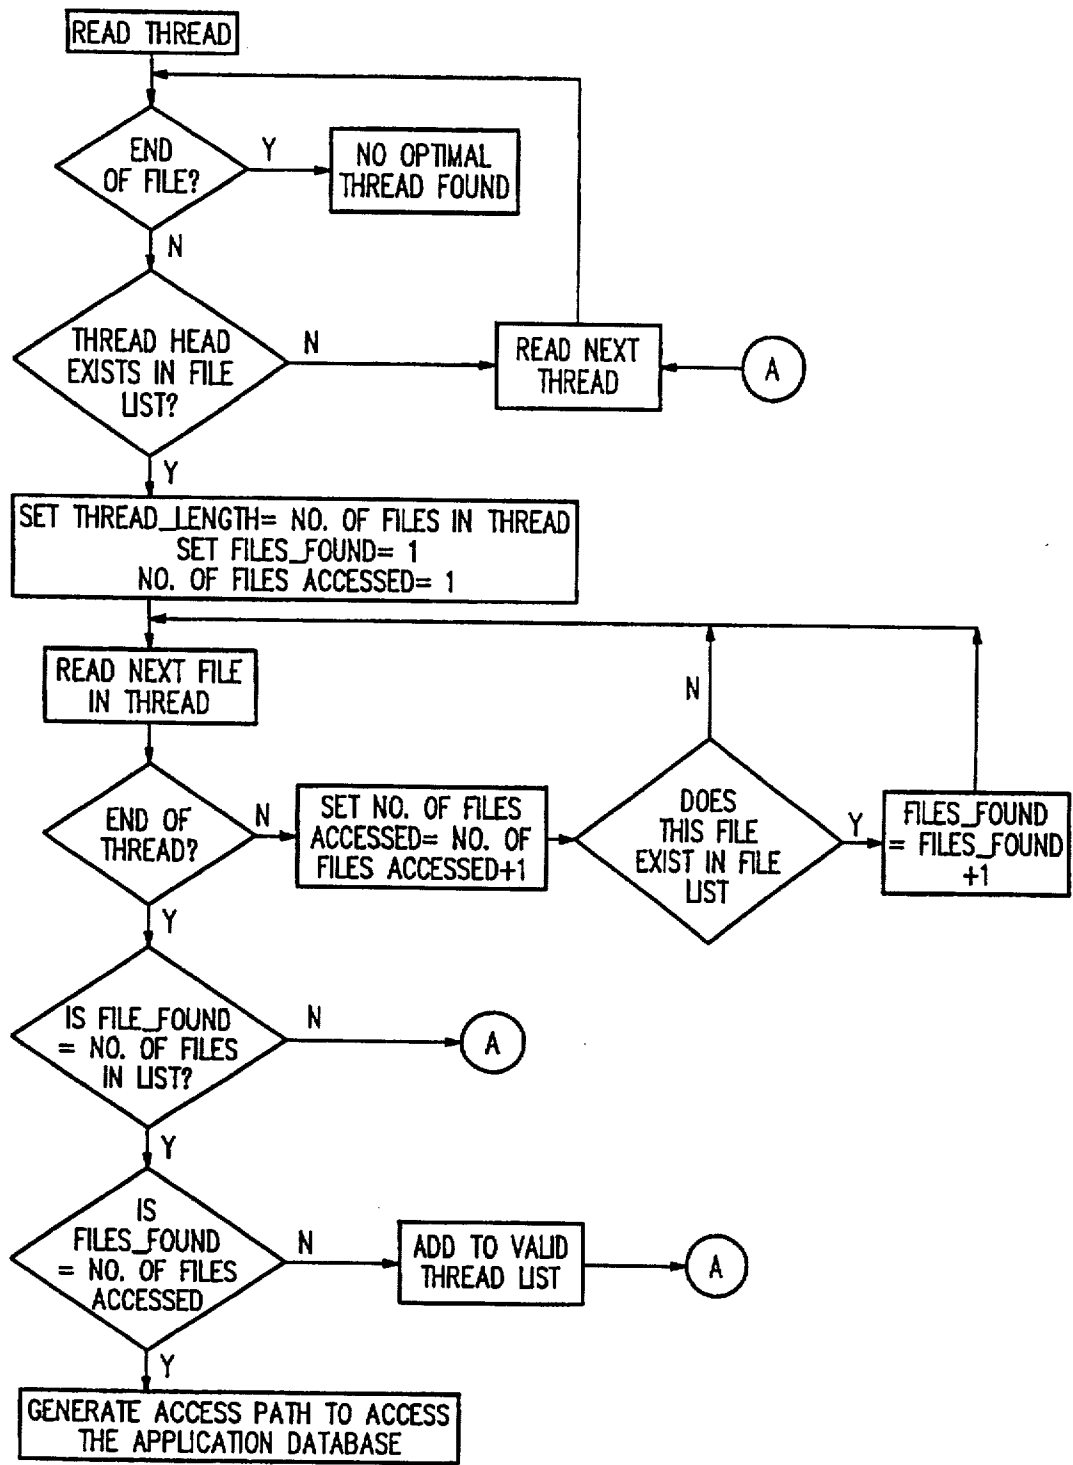 READ THREAD
END
OF FILE?
Y
NO OPTIMAL
THREAD FOUND
N
THREAD HEAD
EXISTS IN FILE
LIST?
N
READ NEXT
THREAD
A
Y
SET THREAD_LENGTH= NO. OF FILES IN THREAD
SET FILES_FOUND= 1
NO. OF FILES ACCESSED= 1
READ NEXT FILE
IN THREAD
END OF
THREAD?
N
SET NO. OF FILES
ACCESSED= NO. OF
FILES ACCESSED+1
DOES
THIS FILE
EXIST IN FILE
LIST
N
Y
FILES_FOUND
= FILES_FOUND
+1
Y
IS FILE_FOUND
= NO. OF FILES
IN LIST?
N
A
Y
IS
FILES_FOUND
= NO. OF FILES
ACCESSED
N
ADD TO VALID
THREAD LIST
A
Y
GENERATE ACCESS PATH TO ACCESS
THE APPLICATION DATABASE